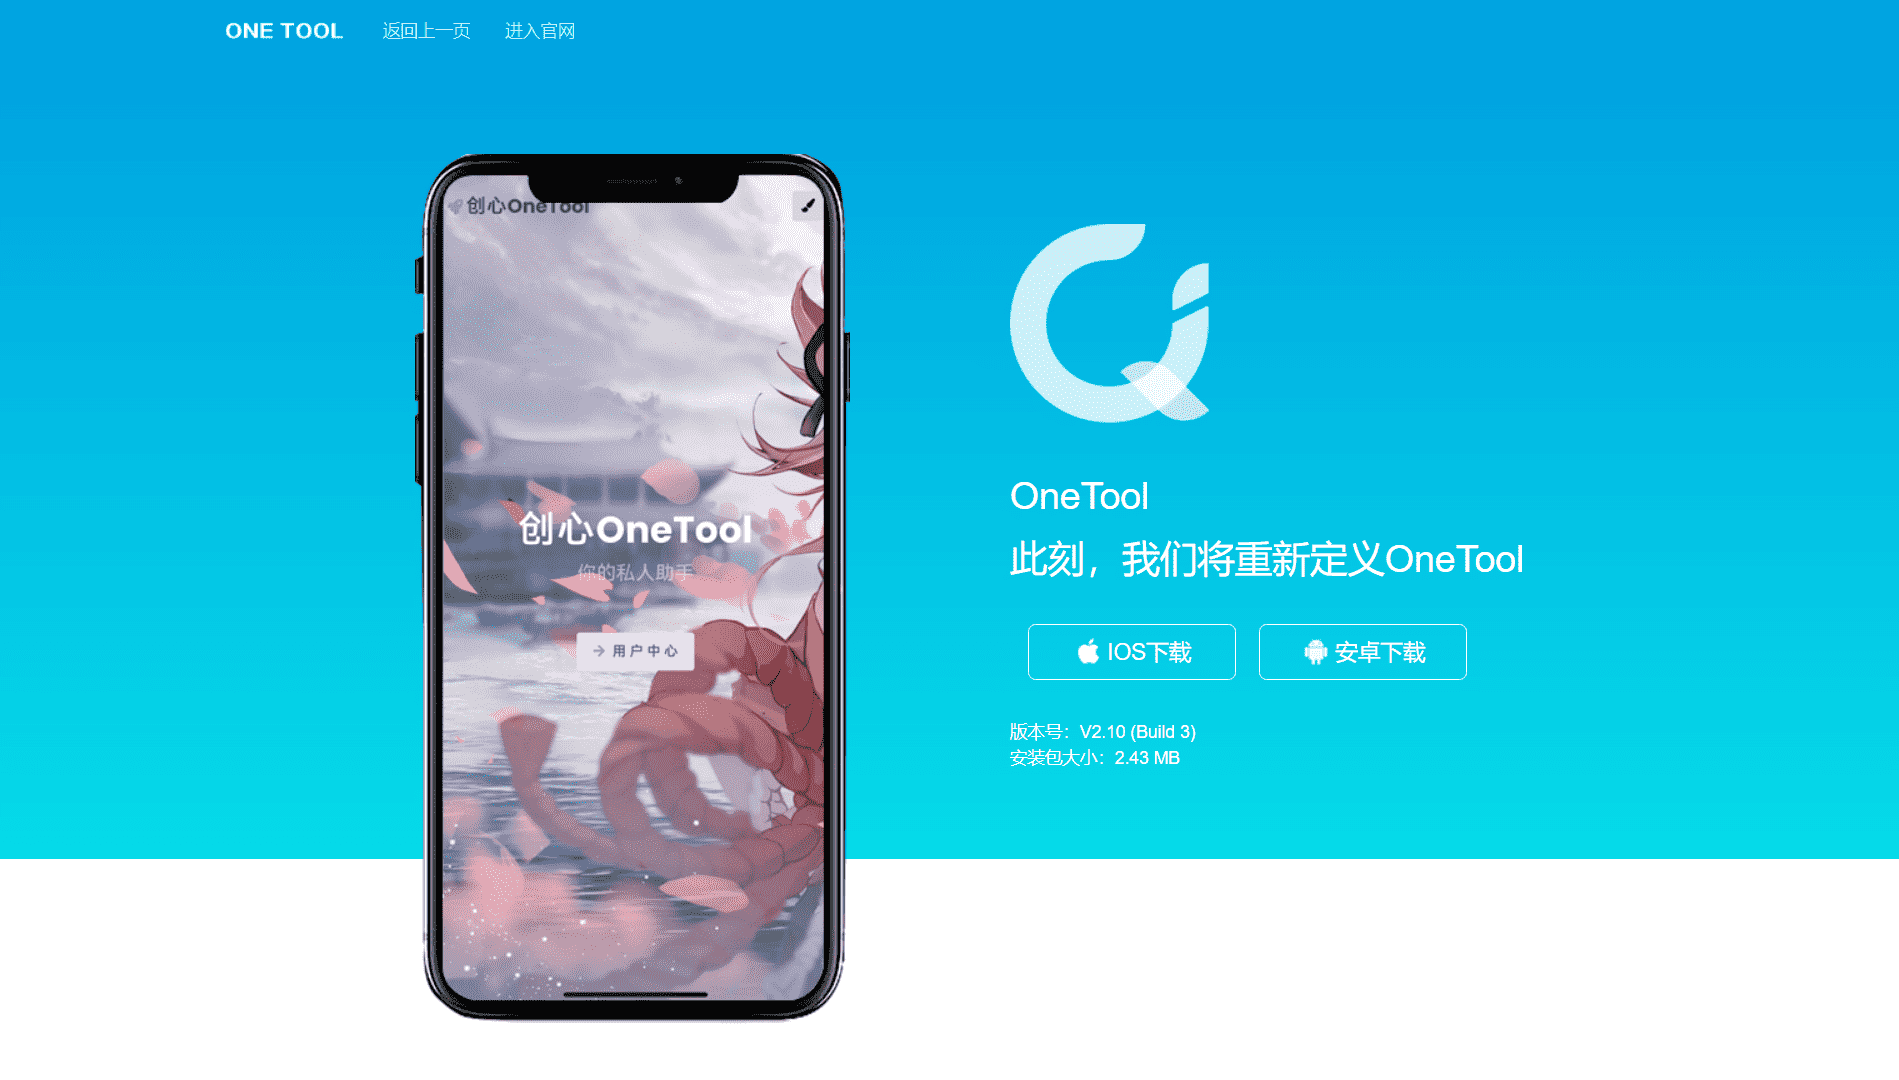 ONE TOOL 返回上一页 进入官网
创心OneTool
创心OneTool
你的私人助手
用户中心
OneTool
此刻，我们将重新定义OneTool
IOS下载 安卓下载
版本号：V2.10 (Build 3)
安装包大小：2.43 MB